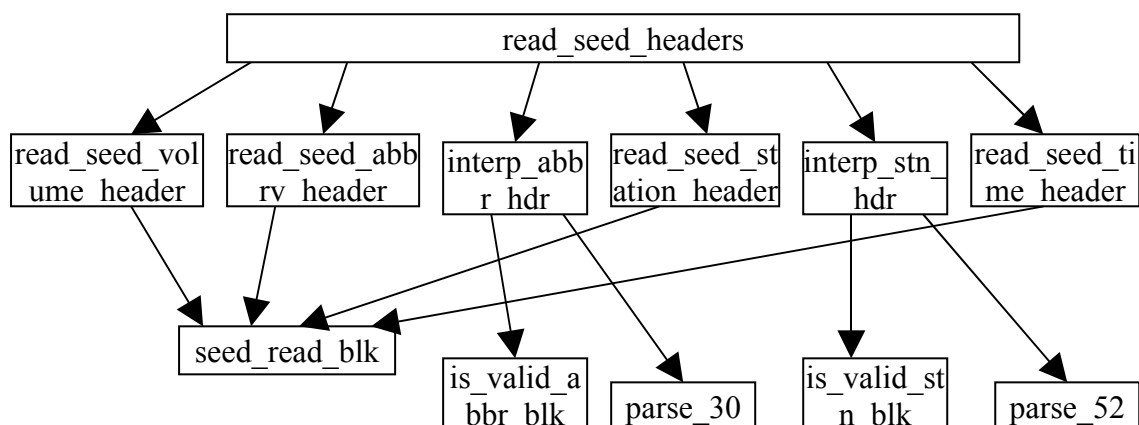 read_seed_headers
read_seed_vol
ume_header
read_seed_abb
rv_header
interp_abb
r_hdr
read_seed_st
ation_header
interp_stn_
hdr
read_seed_ti
me_header
seed_read_blk
is_valid_a
bbr_blk
parse_30
is_valid_st
n_blk
parse_52